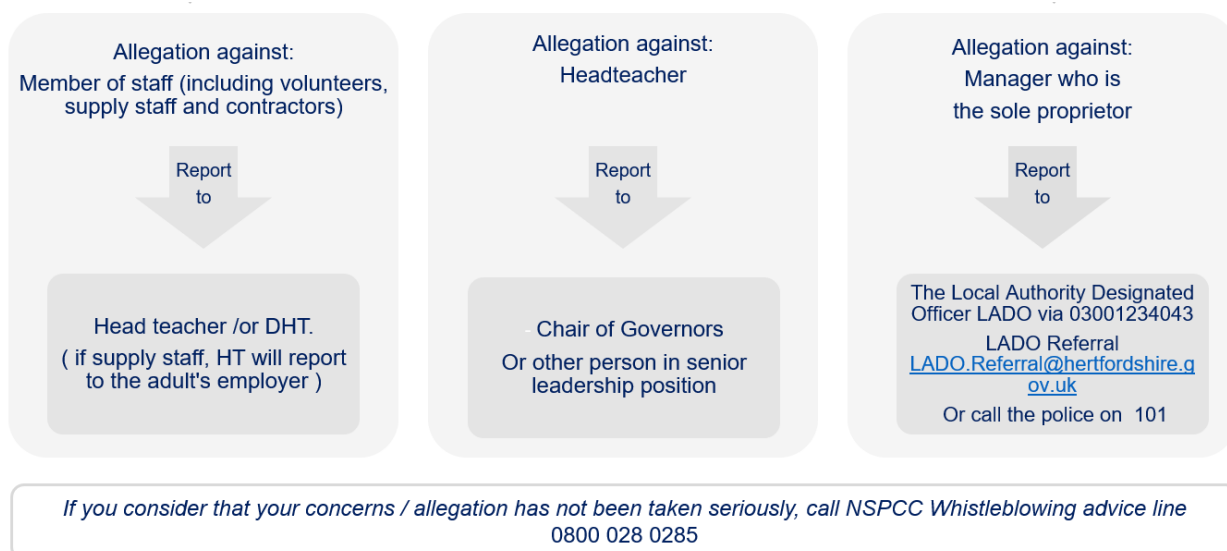 Allegation against:
Member of staff (including volunteers,
supply staff and contractors)
Report
to
Head teacher /or DHT.
( if supply staff, HT will report
to the adult's employer )
Allegation against:
Headteacher
Report
to
- Chair of Governors
Or other person in senior
leadership position
Allegation against:
Manager who is
the sole proprietor
Report
to
The Local Authority Designated
Officer LADO via 03001234043
LADO Referral
LADO.Referral@hertfordshire.g
ov.uk
Or call the police on 101
If you consider that your concerns / allegation has not been taken seriously, call NSPCC Whistleblowing advice line
0800 028 0285